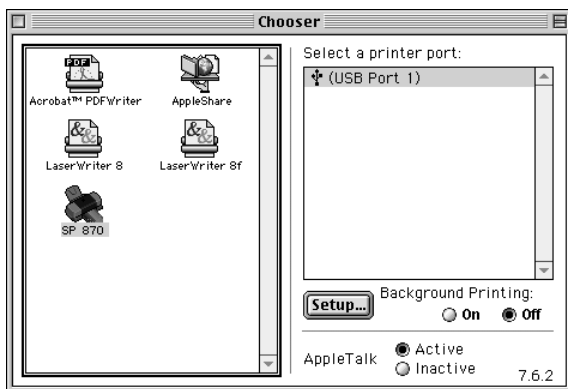 Chooser
PDF
Acrobat™ PDFWriter
AppleShare
LaserWriter 8
LaserWriter 8f
SP 870
Select a printer port:
(USB Port 1)
Setup...
Background Printing:
On
Off
AppleTalk
Active
Inactive
7.6.2